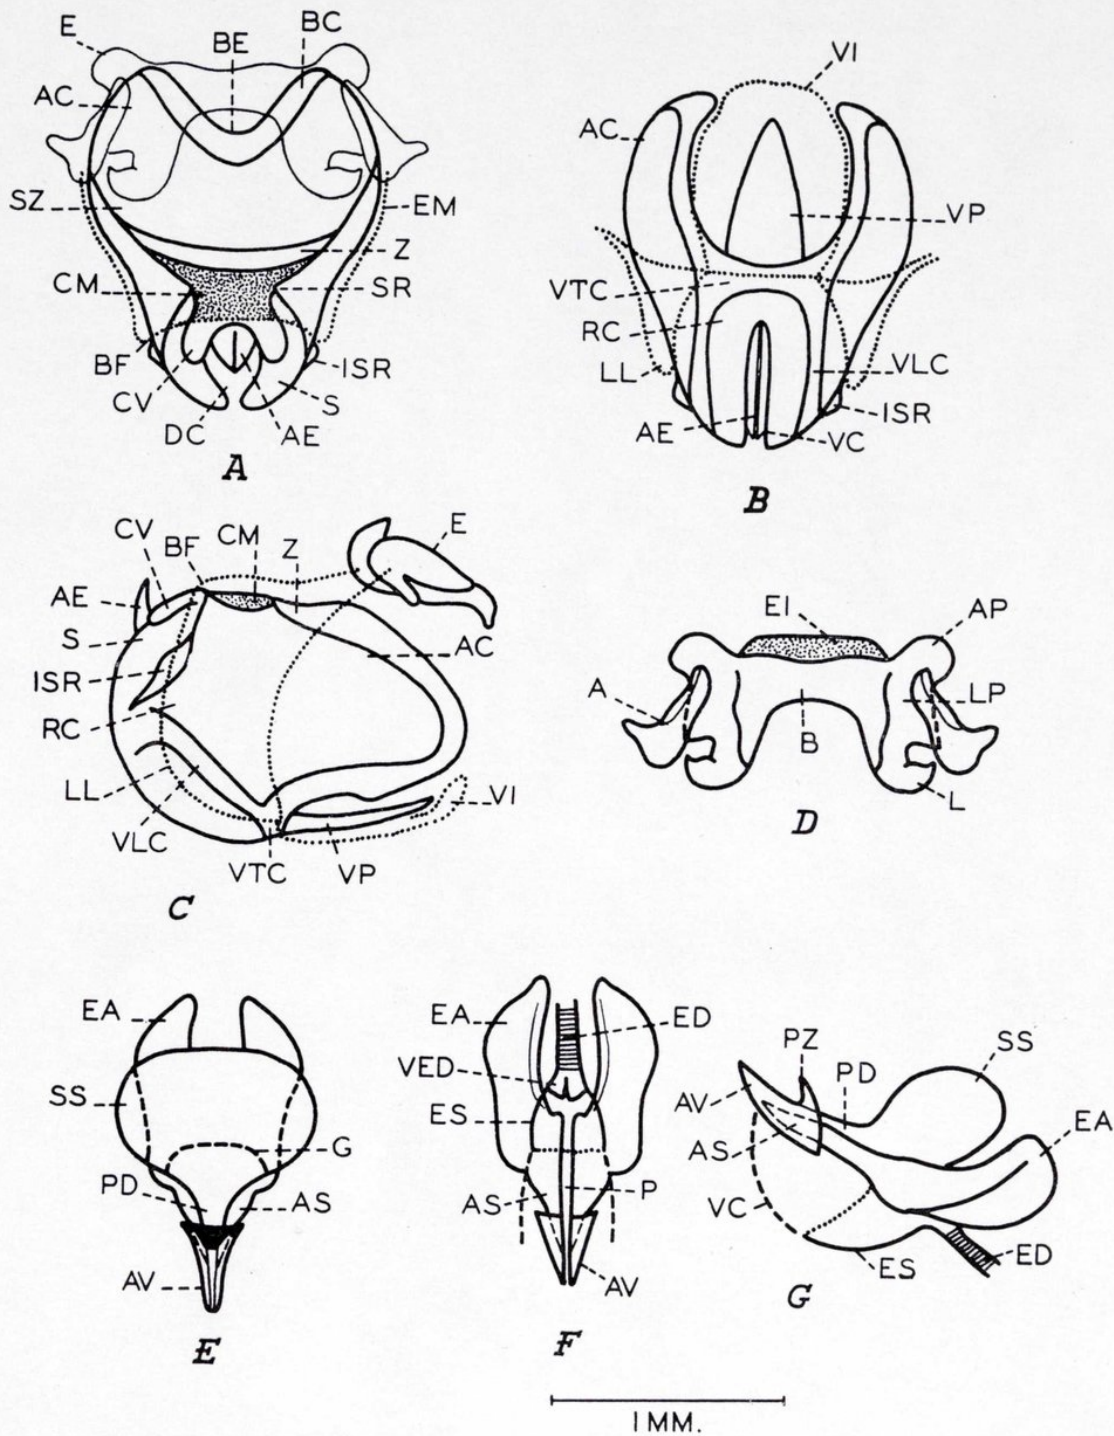 E
BE
BC
AC
SZ
EM
Z
CM
SR
BF
ISR
CV
S
DC
AE
A
VI
AC
VP
VTC
RC
LL
VLC
ISR
AE
VC
B
CV
BF
CM
Z
E
AE
S
AC
ISR
RC
LL
VLC
VI
VTC
VP
C
EI
AP
A
LP
B
L
D
EA
SS
G
PD
AS
AV
E
EA
ED
VED
ES
P
AS
AV
F
PZ
PD
SS
AV
EA
AS
VC
ED
ES
G
1 MM.